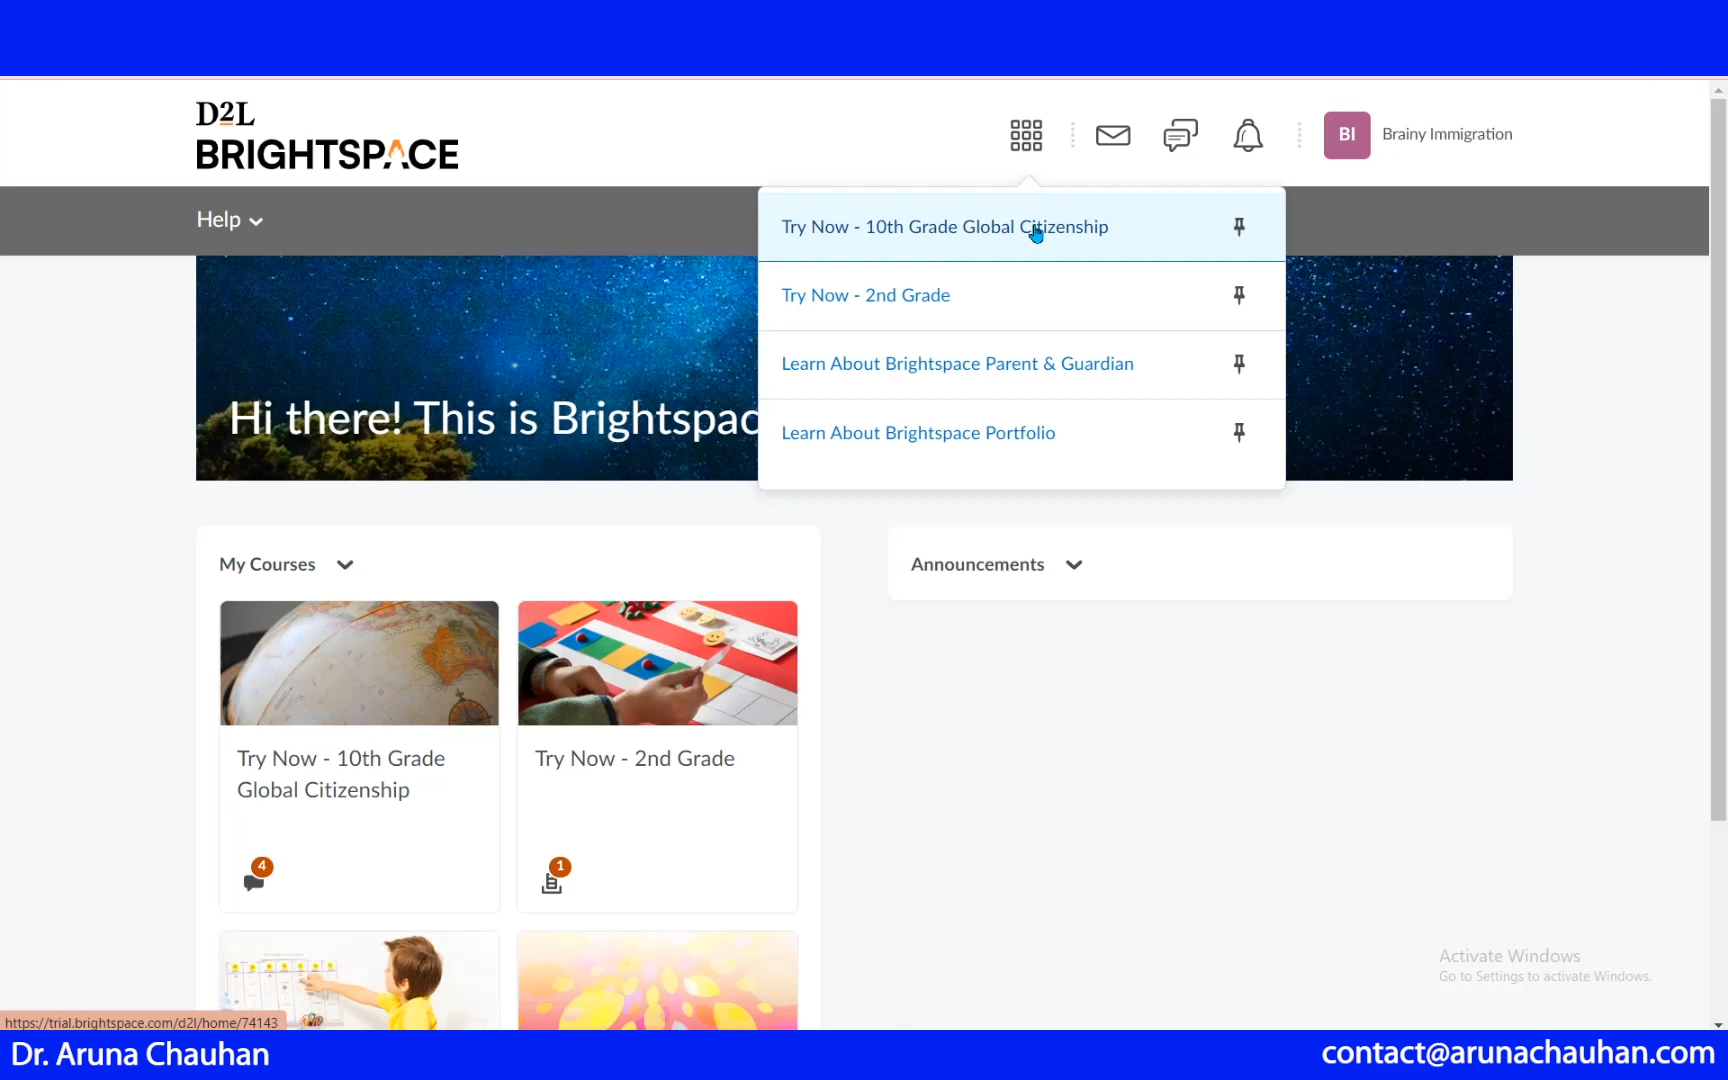 D2L
BRIGHTSPACE
BI
Brainy Immigration
Help
Try Now - 10th Grade Global Citizenship
Try Now - 2nd Grade
Learn About Brightspace Parent & Guardian
Learn About Brightspace Portfolio
Hi there! This is Brightspac
My Courses
Announcements
Try Now - 10th Grade
Global Citizenship
4
Try Now - 2nd Grade
1
Activate Windows
Go to Settings to activate Windows.
https://trial.brightspace.com/d2l/home/74143
Dr. Aruna Chauhan
contact@arunachauhan.com